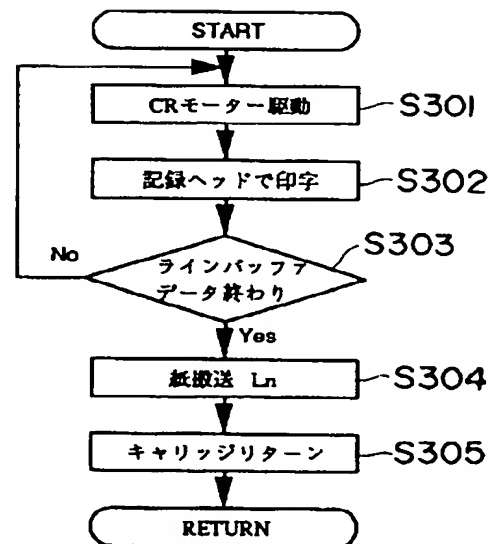 START
CRモーター駆動
S301
記録ヘッドで印字
S302
S303
No
ラインバッファ
データ終わり
Yes
紙搬送 Ln
S304
キャリッジリターン
S305
RETURN